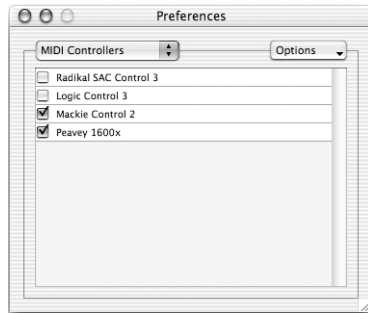 Preferences
MIDI Controllers
Options
Radikal SAC Control 3
Logic Control 3
Mackie Control 2
Peavey 1600x